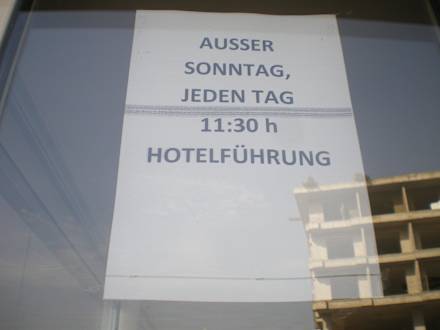 AUSSER
SONNTAG,
JEDEN TAG
11:30 h
HOTELFÜHRUNG